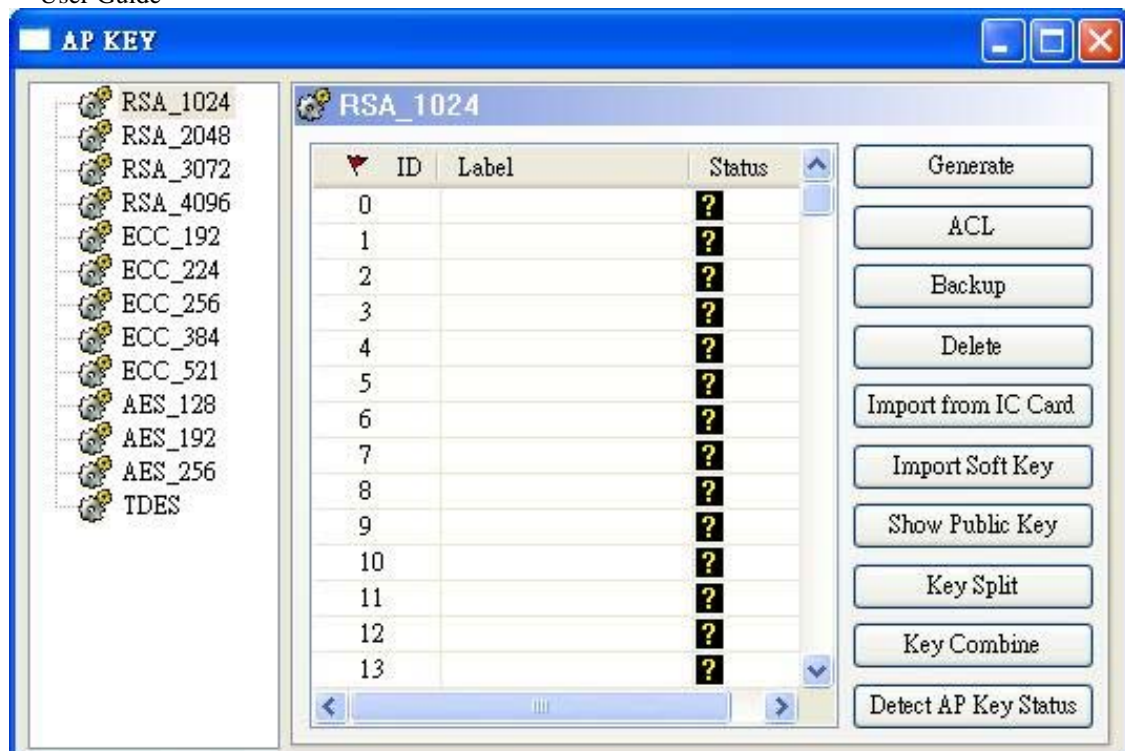 User Guide
AP KEY
RSA_1024
RSA_2048
RSA_3072
RSA_4096
ECC_192
ECC_224
ECC_256
ECC_384
ECC_521
AES_128
AES_192
AES_256
TDES
RSA_1024
ID Label Status
0 ?
1 ?
2 ?
3 ?
4 ?
5 ?
6 ?
7 ?
8 ?
9 ?
10 ?
11 ?
12 ?
13 ?
Generate
ACL
Backup
Delete
Import from IC Card
Import Soft Key
Show Public Key
Key Split
Key Combine
Detect AP Key Status